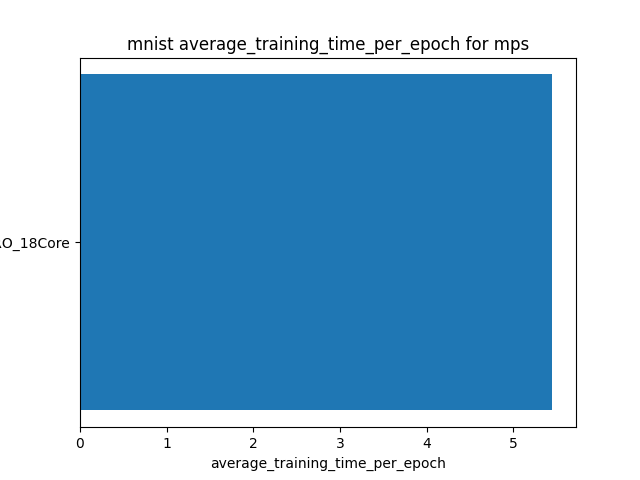 mnist average_training_time_per_epoch for mps
O_18Core
0 1 2 3 4 5
average_training_time_per_epoch